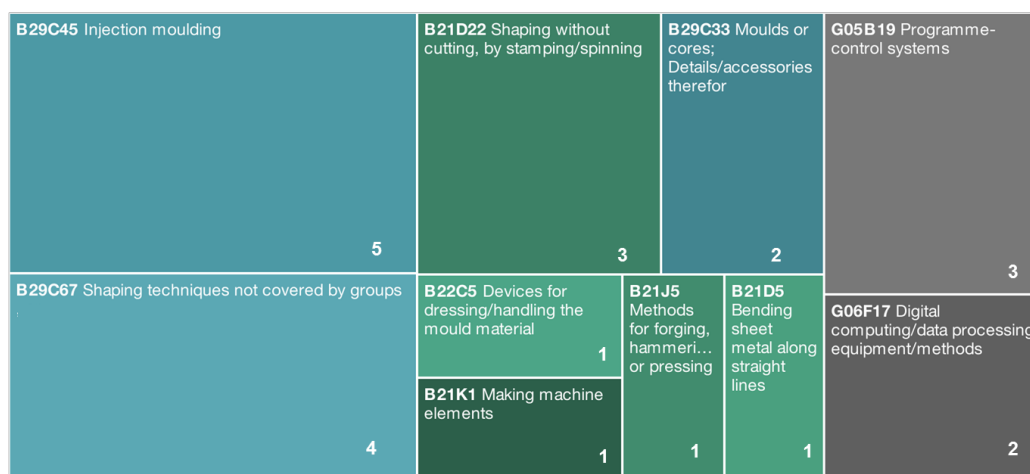 B29C45 Injection moulding
5
B29C67 Shaping techniques not covered by groups
4
B21D22 Shaping without
cutting, by stamping/spinning
3
B29C33 Moulds or
cores;
Details/accessories
therefor
2
B22C5 Devices for
dressing/handling the
mould material
1
B21K1 Making machine
elements
1
B21J5
Methods
for forging,
hammeri...
or pressing
1
B21D5
Bending
sheet
metal along
straight
lines
1
G05B19 Programme-
control systems
3
G06F17 Digital
computing/data processing
equipment/methods
2